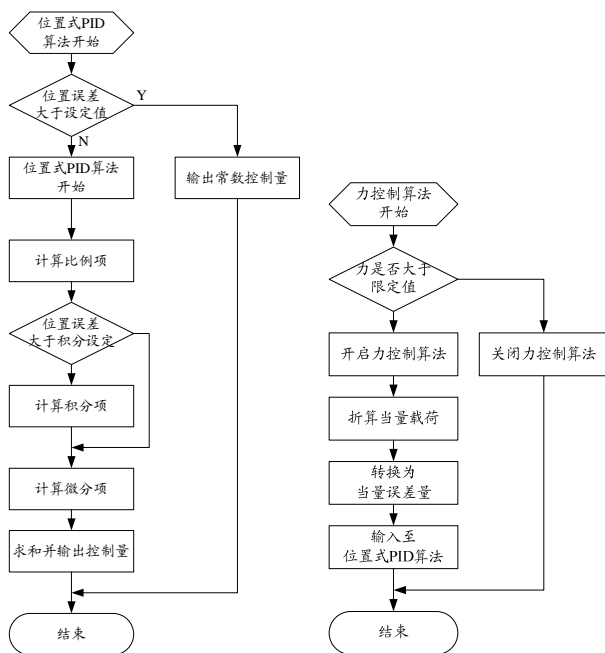 位置式PID
算法开始
位置误差
大于设定值
Y
N
位置式PID算法
开始
输出常数控制量
计算比例项
位置误差
大于积分设定
计算积分项
计算微分项
求和并输出控制量
结束
力控制算法
开始
力是否大于
限定值
开启力控制算法
关闭力控制算法
折算当量载荷
转换为
当量误差量
输入至
位置式PID算法
结束